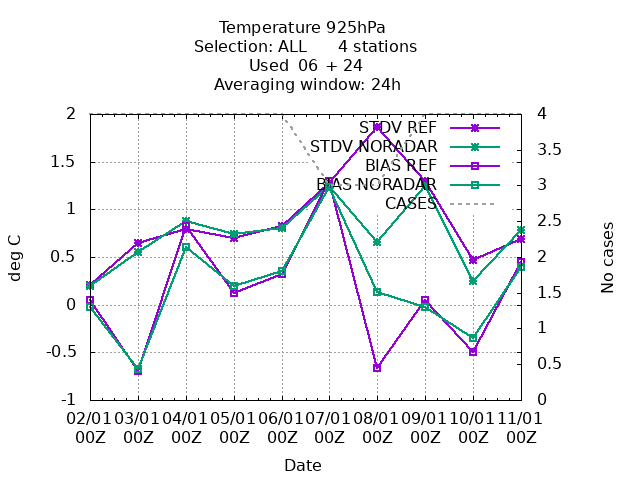 Temperature 925hPa
Selection: ALL      4 stations
Used  06 + 24
Averaging window: 24h
2
1.5
1
0.5
0
-0.5
-1
deg C
4
3.5
3
2.5
2
1.5
1
0.5
0
No cases
STDV REF
STDV NORADAR
BIAS REF
BIAS NORADAR
CASES
02/01 03/01 04/01 05/01 06/01 07/01 08/01 09/01 10/01 11/01
00Z 00Z 00Z 00Z 00Z 00Z 00Z 00Z 00Z 00Z
Date